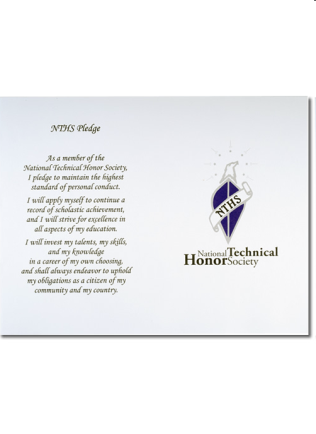 NTHS Pledge
As a member of the
National Technical Honor Society,
I pledge to maintain the highest
standard of personal conduct.
I will apply myself to continue a
record of scholastic achievement,
and I will strive for excellence in
all aspects of my education.
I will invest my talents, my skills,
and my knowledge
in a career of my own choosing,
and shall always endeavor to uphold
my obligations as a citizen of my
community and my country.
NTHS
National Technical
Honor Society